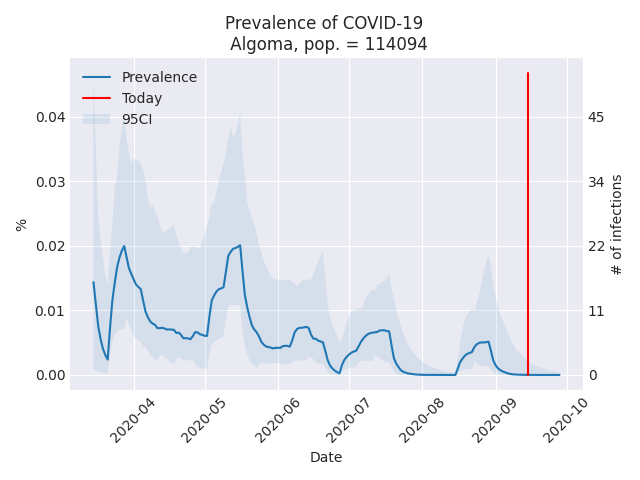 Prevalence of COVID-19
Algoma, pop. = 114094
Prevalence
Today
95CI
0.04
0.03
0.02
0.01
0.00
%
45
34
22
11
0
# of infections
2020-04
2020-05
2020-06
2020-07
2020-08
2020-09
2020-10
Date